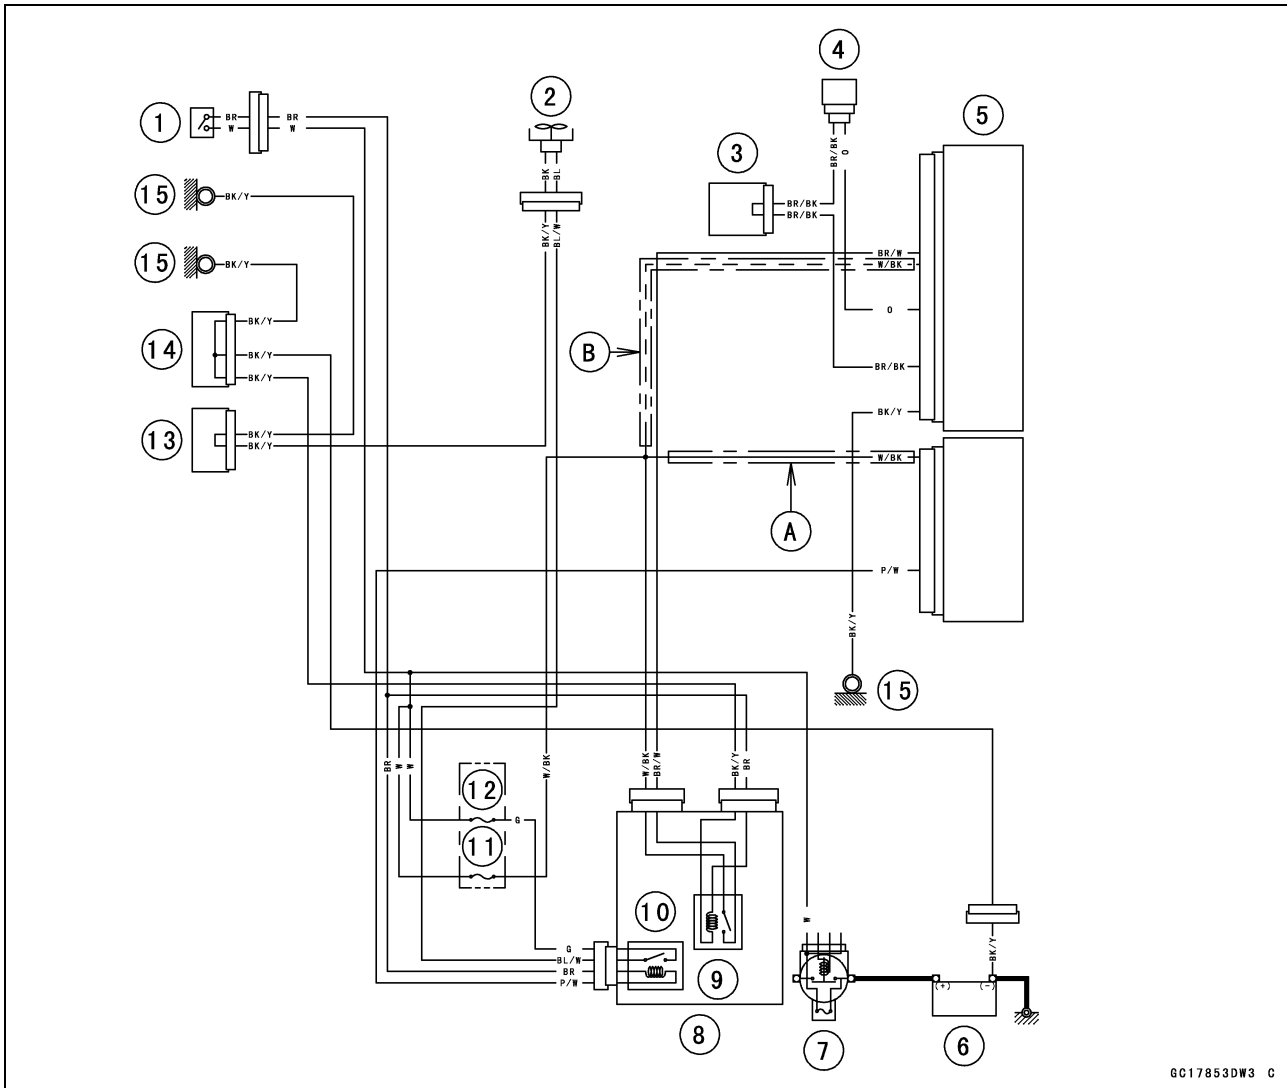 4
2
5
1
BR
W
BR
W
3
BR/BK
O
BK
BL
15
BK/Y
BR/BK
BR/BK
BK/Y
BL/W
15
BK/Y
BR/W
W/BK
O
BK/Y
14
BK/Y
B
BK/Y
BR/BK
BK/Y
13
BK/Y
BK/Y
W/BK
A
P/W
BK/Y
15
BR
W
W
W/BK
W/BK
BR/W
BK/Y
BR
12
G
11
10
W
G
BL/W
BR
P/W
9
BK/Y
(+)
(-)
8
7
6
GC17853DW3 C